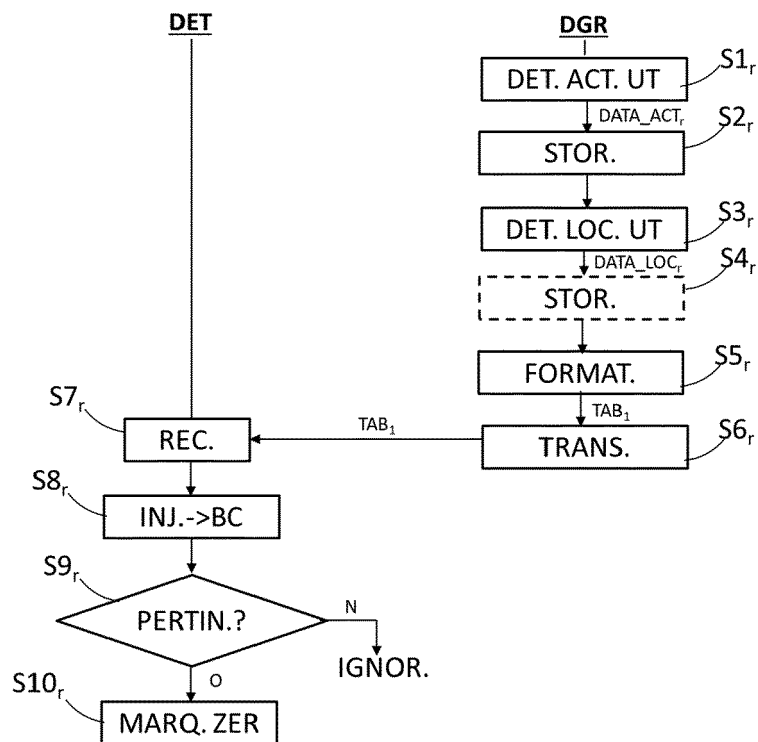 DET
DGR
DET. ACT. UT
S1r
DATA_ACTr
S2r
STOR.
DET. LOC. UT
S3r
DATA_LOCr
S4r
STOR.
FORMAT.
S5r
TAB1
S7r
REC.
TAB1
TRANS.
S6r
S8r
INJ.->BC
S9r
PERTIN.?
N
IGNOR.
O
S10r
MARQ. ZER